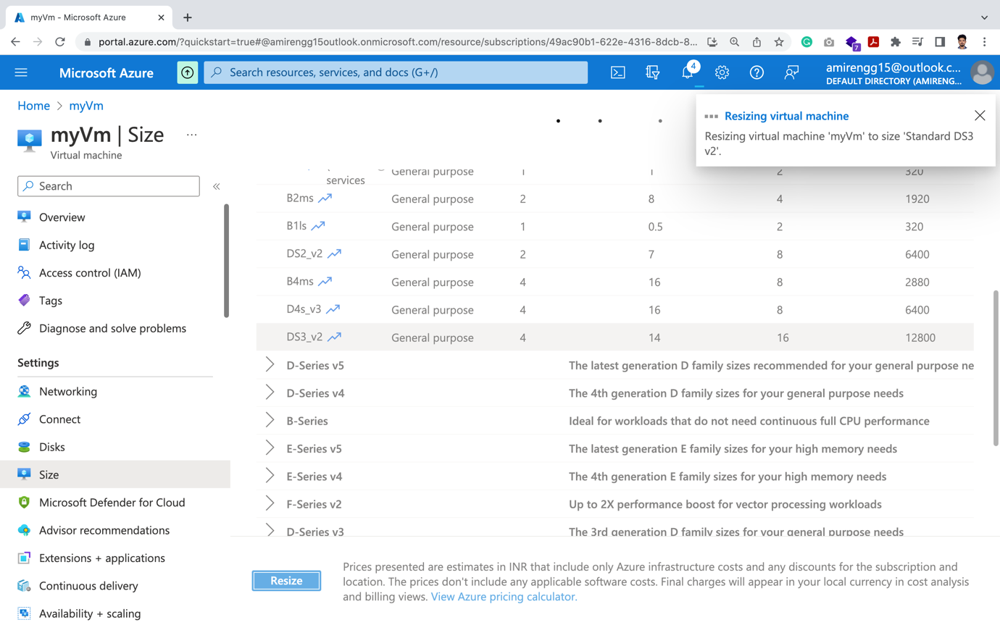 myVm - Microsoft Azure
portal.azure.com/?quickstart=true#@amirengg15outlook.onmicrosoft.com/resource/subscriptions/49ac90b1-622e-4316-8dcb-8...
7
Microsoft Azure
Search resources, services, and docs (G+/)
4
amirengg15@outlook.c...
DEFAULT DIRECTORY (AMIRENG...
Home > myVm
myVm | Size ...
Virtual machine
Resizing virtual machine
Resizing virtual machine 'myVm' to size 'Standard DS3
v2'.
Search «
Overview
Activity log
Access control (IAM)
Tags
Diagnose and solve problems
Settings
Networking
Connect
Disks
Size
Microsoft Defender for Cloud
Advisor recommendations
Extensions + applications
Continuous delivery
Availability + scaling
services General purpose 1 1 2 320
B2ms General purpose 2 8 4 1920
B1ls General purpose 1 0.5 2 320
DS2_v2 General purpose 2 7 8 6400
B4ms General purpose 4 16 8 2880
D4s_v3 General purpose 4 16 8 6400
DS3_v2 General purpose 4 14 16 12800
D-Series v5 The latest generation D family sizes recommended for your general purpose ne
D-Series v4 The 4th generation D family sizes for your general purpose needs
B-Series Ideal for workloads that do not need continuous full CPU performance
E-Series v5 The latest generation E family sizes for your high memory needs
E-Series v4 The 4th generation E family sizes for your high memory needs
F-Series v2 Up to 2X performance boost for vector processing workloads
D-Series v3 The 3rd generation D family sizes for your general purpose needs
Resize
Prices presented are estimates in INR that include only Azure infrastructure costs and any discounts for the subscription and
location. The prices don't include any applicable software costs. Final charges will appear in your local currency in cost analysis
and billing views. View Azure pricing calculator.